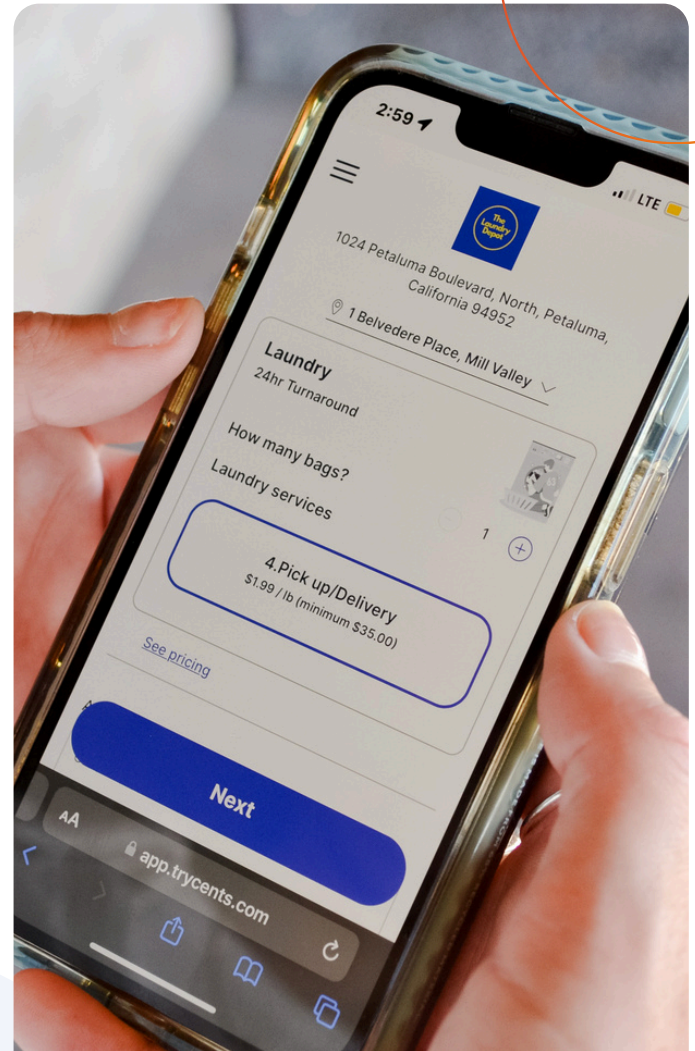 2:59
LTE
The
Laundry
Depot
1024 Petaluma Boulevard, North, Petaluma,
California 94952
1 Belvedere Place, Mill Valley
Laundry
24hr Turnaround
How many bags?
Laundry services
1
4.Pick up/Delivery
$1.99 / lb (minimum $35.00)
See pricing
Next
AA
app.trycents.com